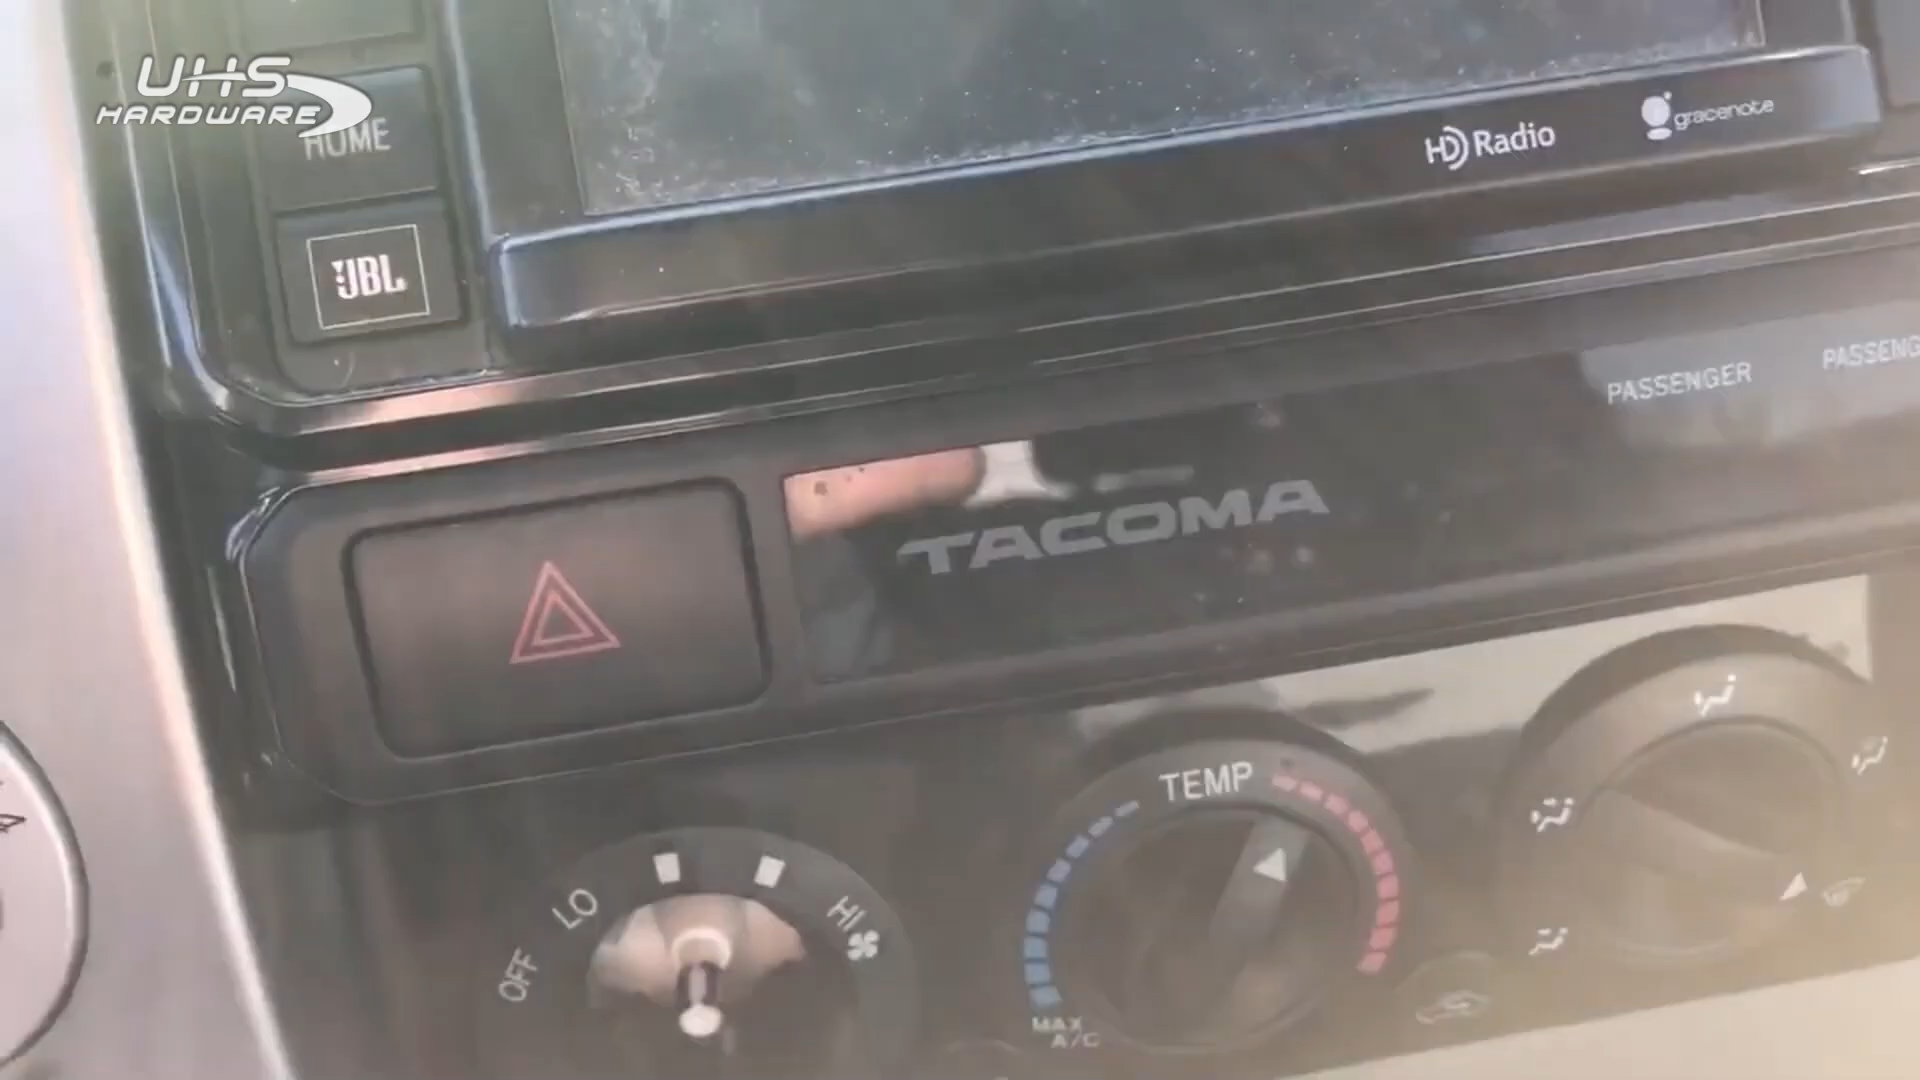 UHS
HARDWARE
HOME
JBL
HD Radio
gracenote
PASSENGER
PASSENG
TACOMA
TEMP
LO
HI
OFF
MAX
A/C